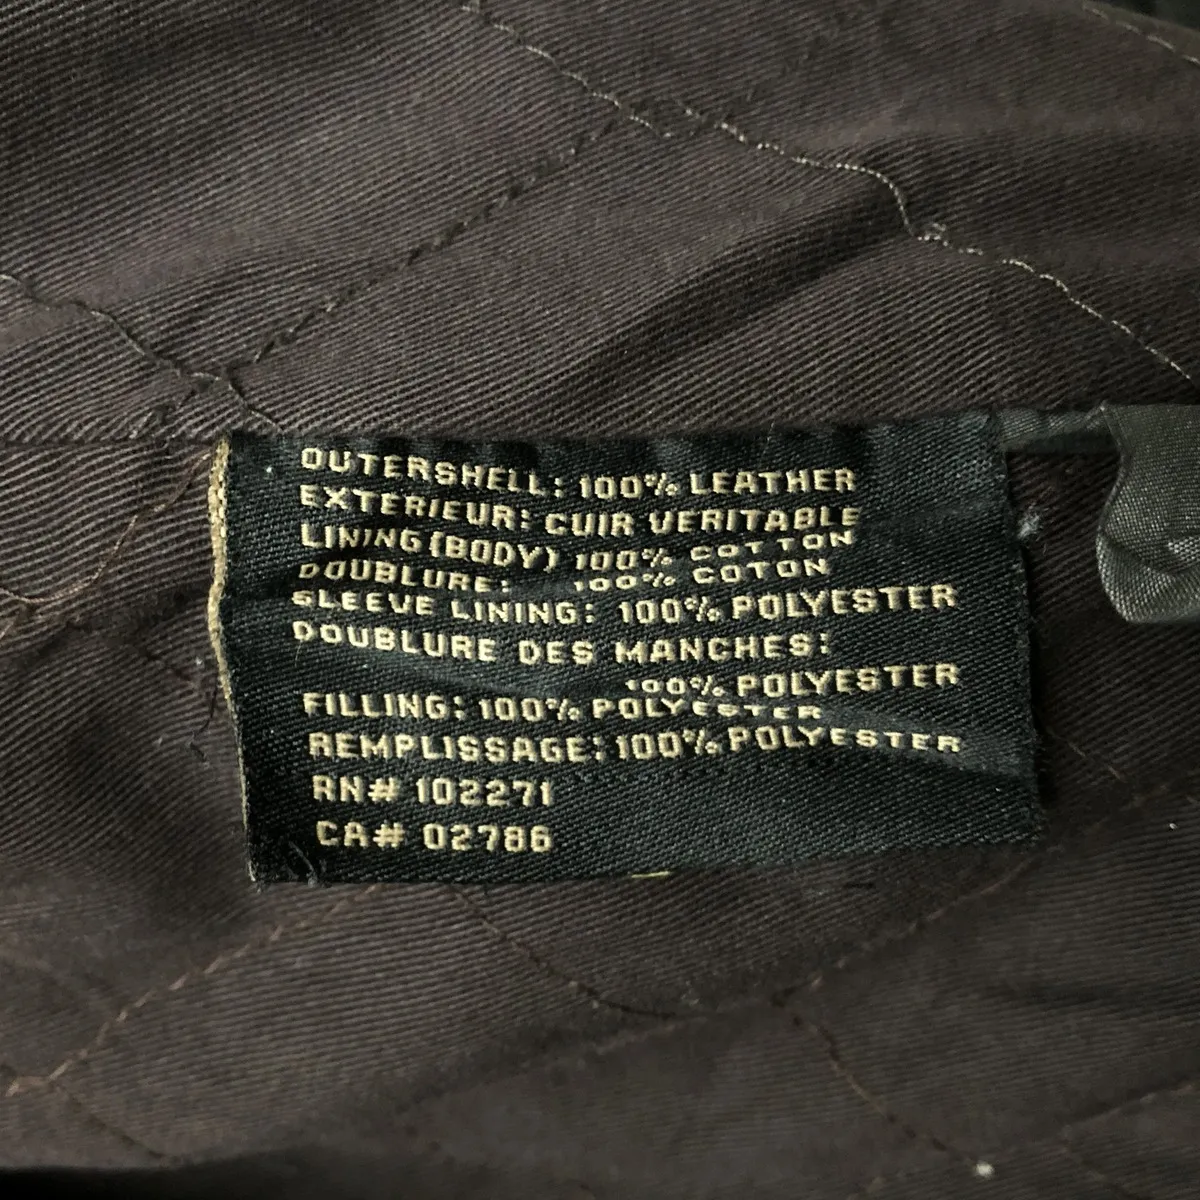 OUTERSHELL: 100% LEATHER
EXTERIEUR: CUIR VERITABLE
LINING (BODY) 100% COTTON
DOUBLURE: 100% COTON
SLEEVE LINING: 100% POLYESTER
DOUBLURE DES MANCHES:
100% POLYESTER
FILLING: 100% POLYESTER
REMPLISSAGE: 100% POLYESTER
RN# 102271
CA# 02786